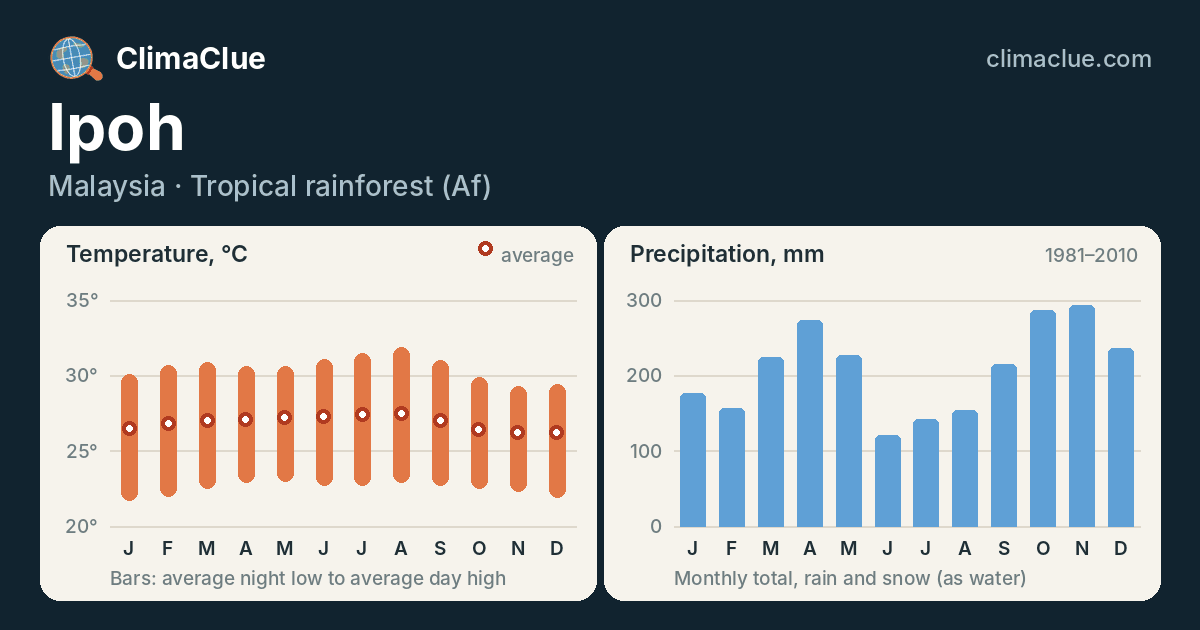 ClimaClue
climaclue.com
Ipoh
Malaysia · Tropical rainforest (Af)
Temperature, °C
average
35°
30°
25°
20°
J F M A M J J A S O N D
Bars: average night low to average day high
Precipitation, mm
1981–2010
300
200
100
0
J F M A M J J A S O N D
Monthly total, rain and snow (as water)